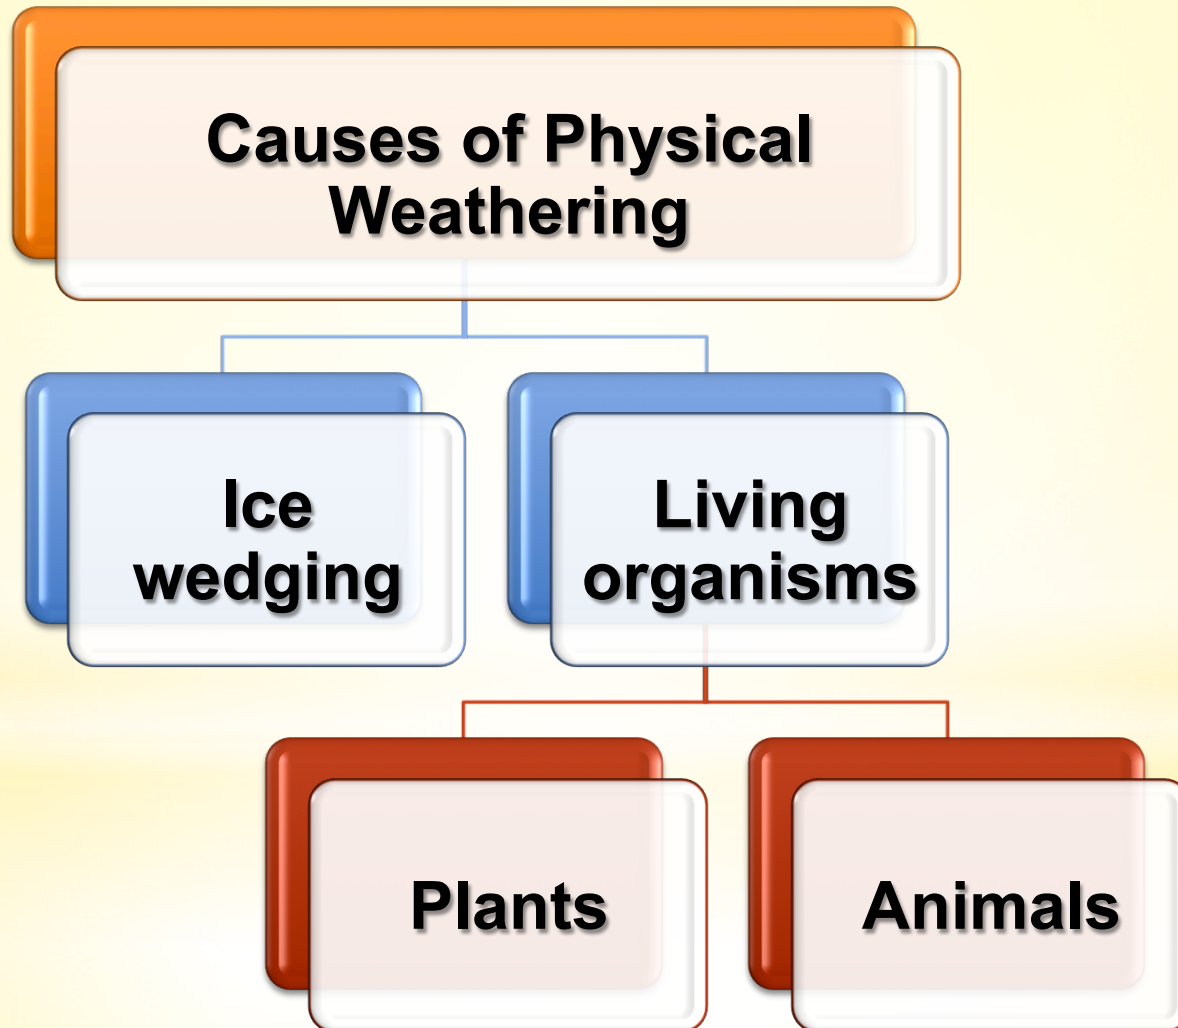 Causes of Physical
Weathering
Ice
wedging
Living
organisms
Plants
Animals